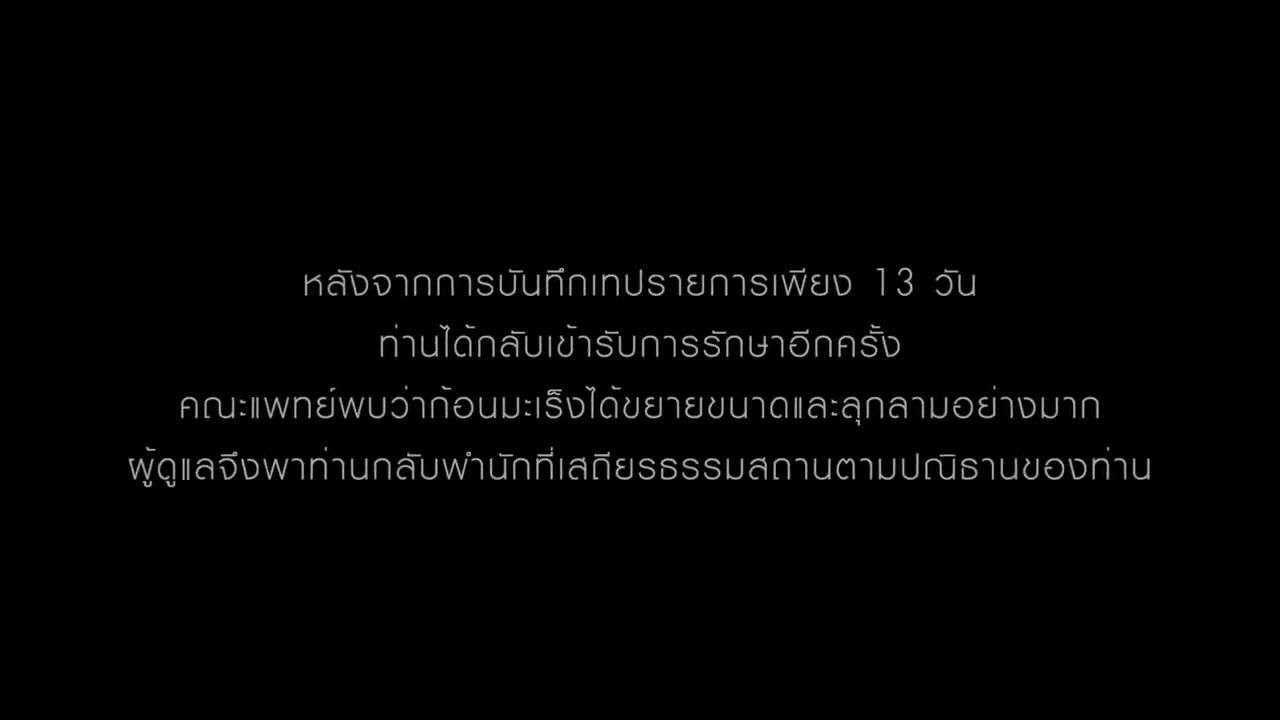 หลังจากการบันทึกเทปรายการเพียง 13 วัน
ท่านได้กลับเข้ารับการรักษาอีกครั้ง
คณะแพทย์พบว่าก้อนมะเร็งได้ขยายขนาดและลุกลามอย่างมาก
ผู้ดูแลจึงพาท่านกลับพำนักที่เสถียรธรรมสถานตามปณิธานของท่าน